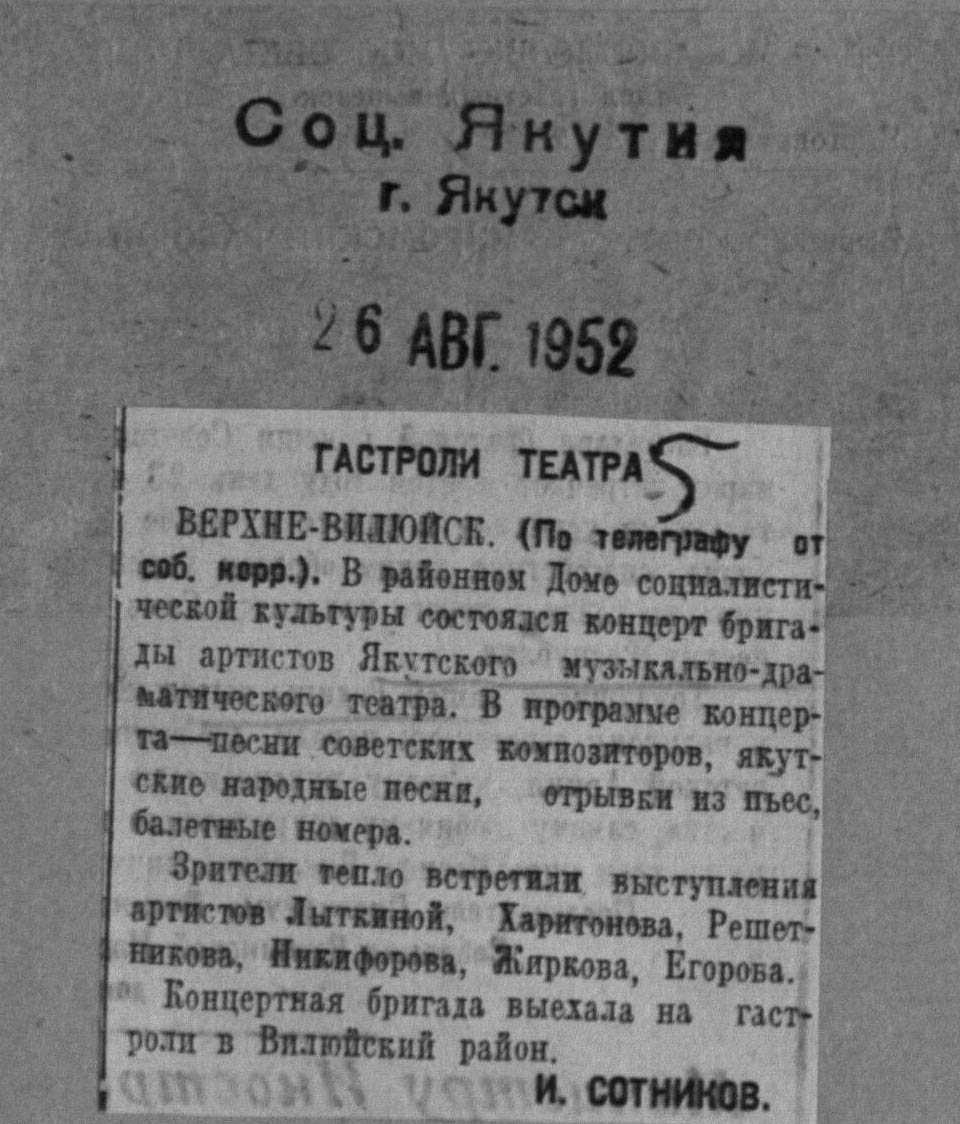 Соц. Якутия
г. Якутск
26 АВГ. 1952
ГАСТРОЛИ ТЕАТРА
ВЕРХНЕ-ВИЛЮЙСК. (По телеграфу от
соб. корр.). В районном Доме социалисти-
ческой культуры состоялся концерт брига-
ды артистов Якутского музыкально-дра-
матического театра. В программе концер-
та—песни советских композиторов, якут-
ские народные песни, отрывки из пьес,
балетные номера.
Зрители тепло встретили выступления
артистов Лыткиной, Харитонова, Решет-
никова, Никифорова, Жиркова, Егорова.
Концертная бригада выехала на гаст-
роли в Вилюйский район.
И. СОТНИКОВ.